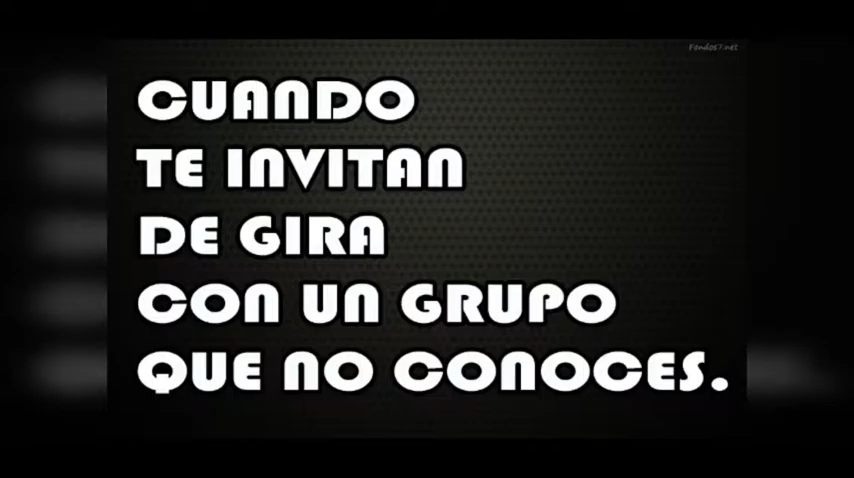 Fondos7.net
CUANDO
TE INVITAN
DE GIRA
CON UN GRUPO
QUE NO CONOCES.